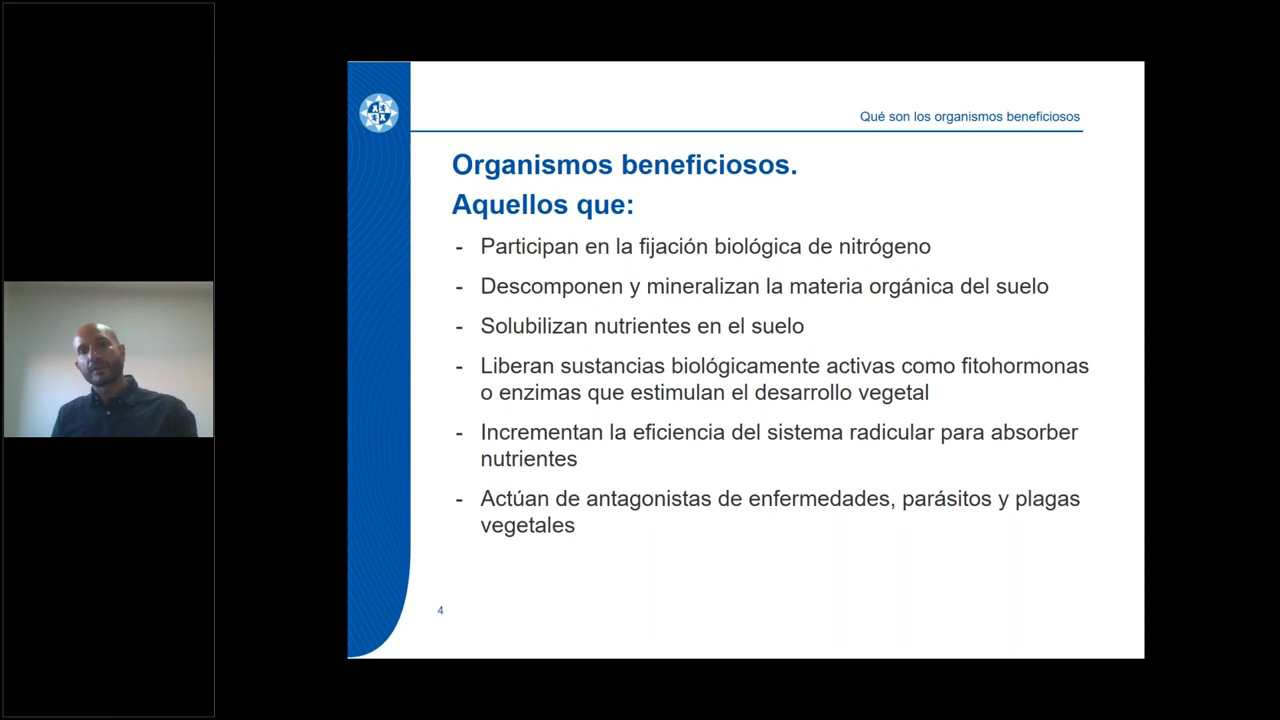 Qué son los organismos beneficiosos
Organismos beneficiosos.
Aquellos que:
- Participan en la fijación biológica de nitrógeno
- Descomponen y mineralizan la materia orgánica del suelo
- Solubilizan nutrientes en el suelo
- Liberan sustancias biológicamente activas como fitohormonas
o enzimas que estimulan el desarrollo vegetal
- Incrementan la eficiencia del sistema radicular para absorber
nutrientes
- Actúan de antagonistas de enfermedades, parásitos y plagas
vegetales
4